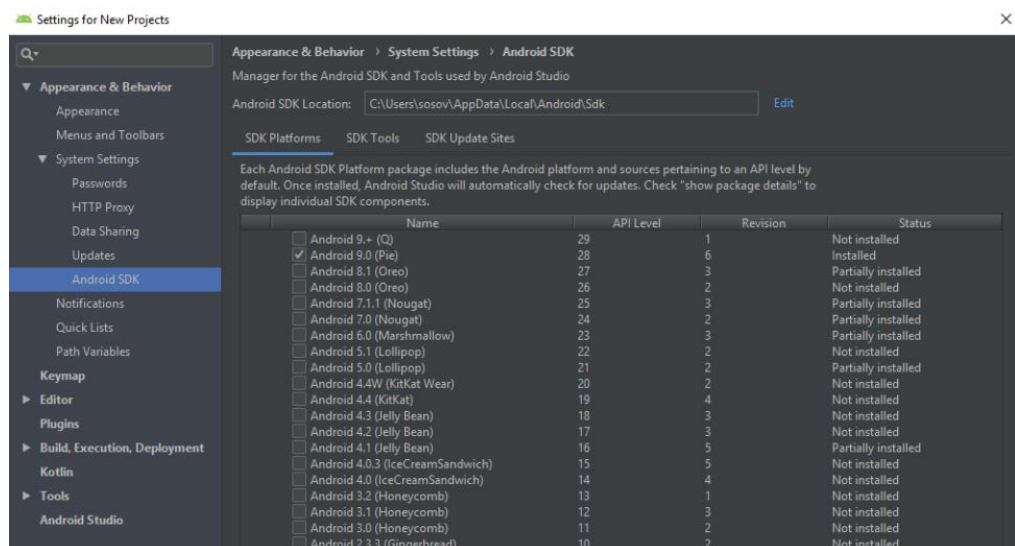 Settings for New Projects
Appearance & Behavior
Appearance
Menus and Toolbars
System Settings
Passwords
HTTP Proxy
Data Sharing
Updates
Android SDK
Notifications
Quick Lists
Path Variables
Keymap
Editor
Plugins
Build, Execution, Deployment
Kotlin
Tools
Android Studio
Appearance & Behavior › System Settings › Android SDK
Manager for the Android SDK and Tools used by Android Studio
Android SDK Location: C:\Users\sosov\AppData\Local\Android\Sdk Edit
SDK Platforms SDK Tools SDK Update Sites
Each Android SDK Platform package includes the Android platform and sources pertaining to an API level by
default. Once installed, Android Studio will automatically check for updates. Check "show package details" to
display individual SDK components.
Name API Level Revision Status
Android 9.+ (Q) 29 1 Not installed
Android 9.0 (Pie) 28 6 Installed
Android 8.1 (Oreo) 27 3 Partially installed
Android 8.0 (Oreo) 26 2 Not installed
Android 7.1.1 (Nougat) 25 3 Partially installed
Android 7.0 (Nougat) 24 2 Partially installed
Android 6.0 (Marshmallow) 23 3 Partially installed
Android 5.1 (Lollipop) 22 2 Not installed
Android 5.0 (Lollipop) 21 2 Partially installed
Android 4.4W (KitKat Wear) 20 2 Not installed
Android 4.4 (KitKat) 19 4 Not installed
Android 4.3 (Jelly Bean) 18 3 Not installed
Android 4.2 (Jelly Bean) 17 3 Not installed
Android 4.1 (Jelly Bean) 16 5 Partially installed
Android 4.0.3 (IceCreamSandwich) 15 5 Not installed
Android 4.0 (IceCreamSandwich) 14 4 Not installed
Android 3.2 (Honeycomb) 13 1 Not installed
Android 3.1 (Honeycomb) 12 3 Not installed
Android 3.0 (Honeycomb) 11 2 Not installed
Android 2.3.3 (Gingerbread) 10 2 Not installed